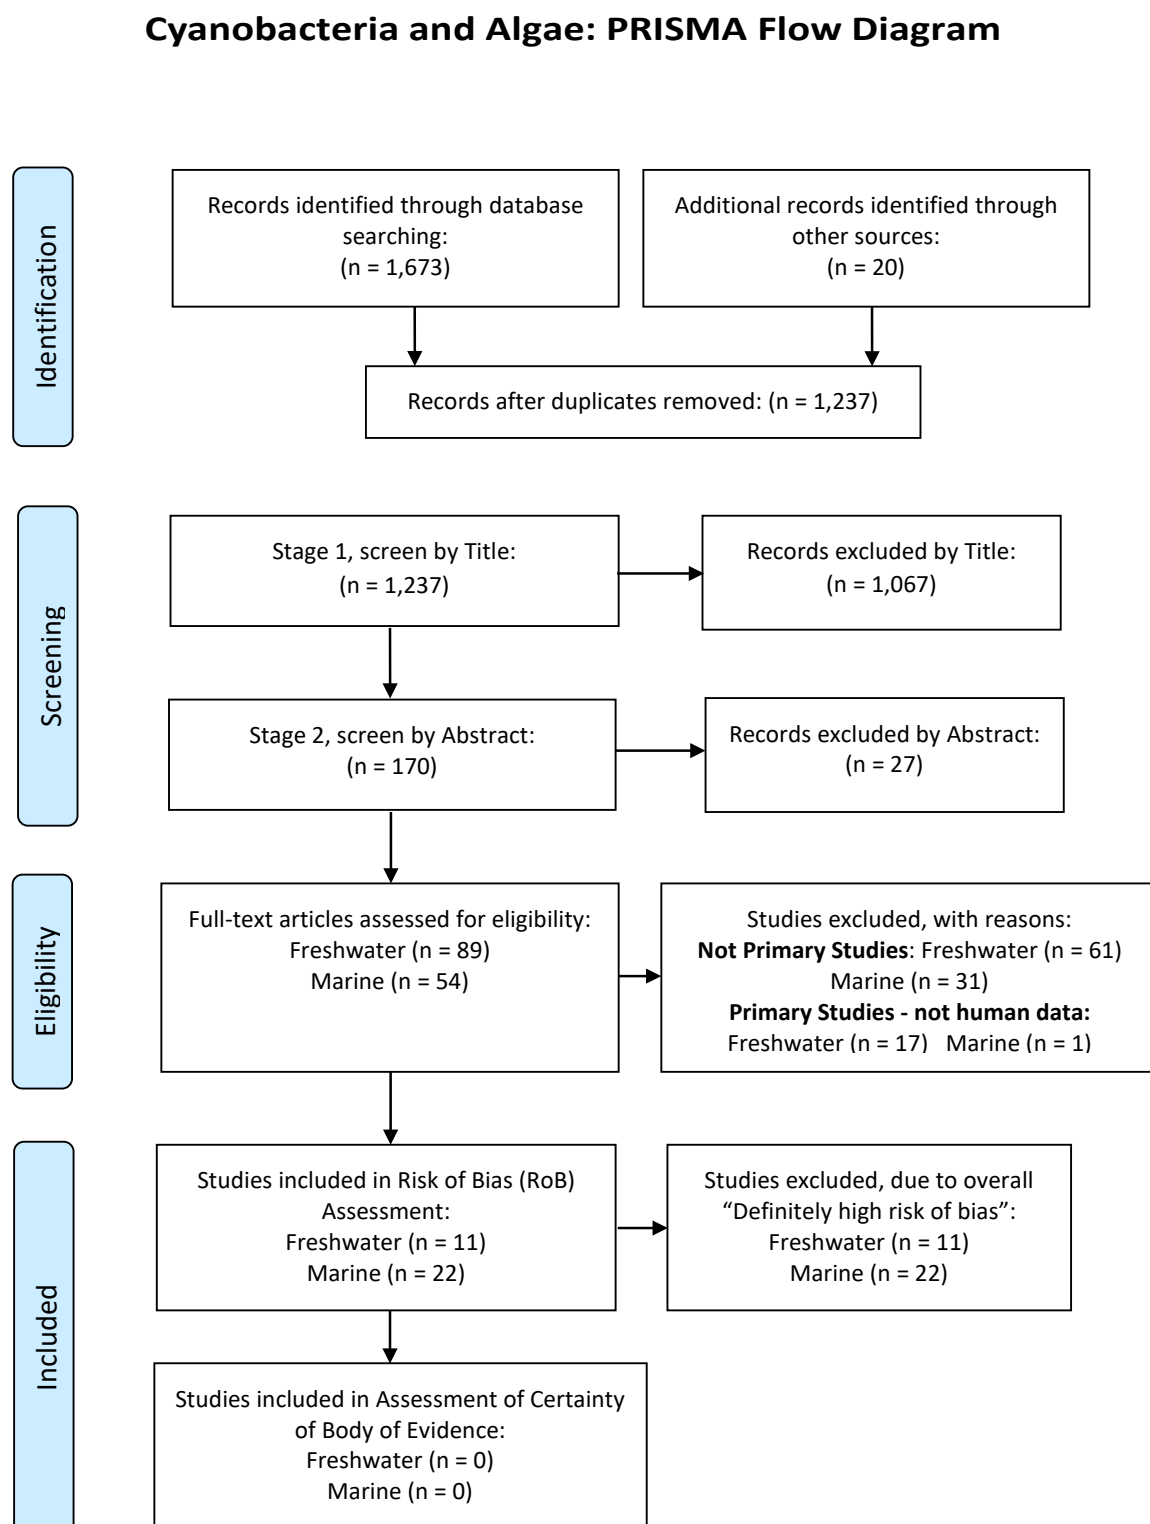 Cyanobacteria and Algae: PRISMA Flow Diagram
Identification
Records identified through database
searching:
(n = 1,673)
Additional records identified through
other sources:
(n = 20)
Records after duplicates removed: (n = 1,237)
Screening
Stage 1, screen by Title:
(n = 1,237)
Records excluded by Title:
(n = 1,067)
Stage 2, screen by Abstract:
(n = 170)
Records excluded by Abstract:
(n = 27)
Eligibility
Full-text articles assessed for eligibility:
Freshwater (n = 89)
Marine (n = 54)
Studies excluded, with reasons:
Not Primary Studies: Freshwater (n = 61)
Marine (n = 31)
Primary Studies - not human data:
Freshwater (n = 17) Marine (n = 1)
Included
Studies included in Risk of Bias (RoB)
Assessment:
Freshwater (n = 11)
Marine (n = 22)
Studies excluded, due to overall
“Definitely high risk of bias”:
Freshwater (n = 11)
Marine (n = 22)
Studies included in Assessment of Certainty
of Body of Evidence:
Freshwater (n = 0)
Marine (n = 0)